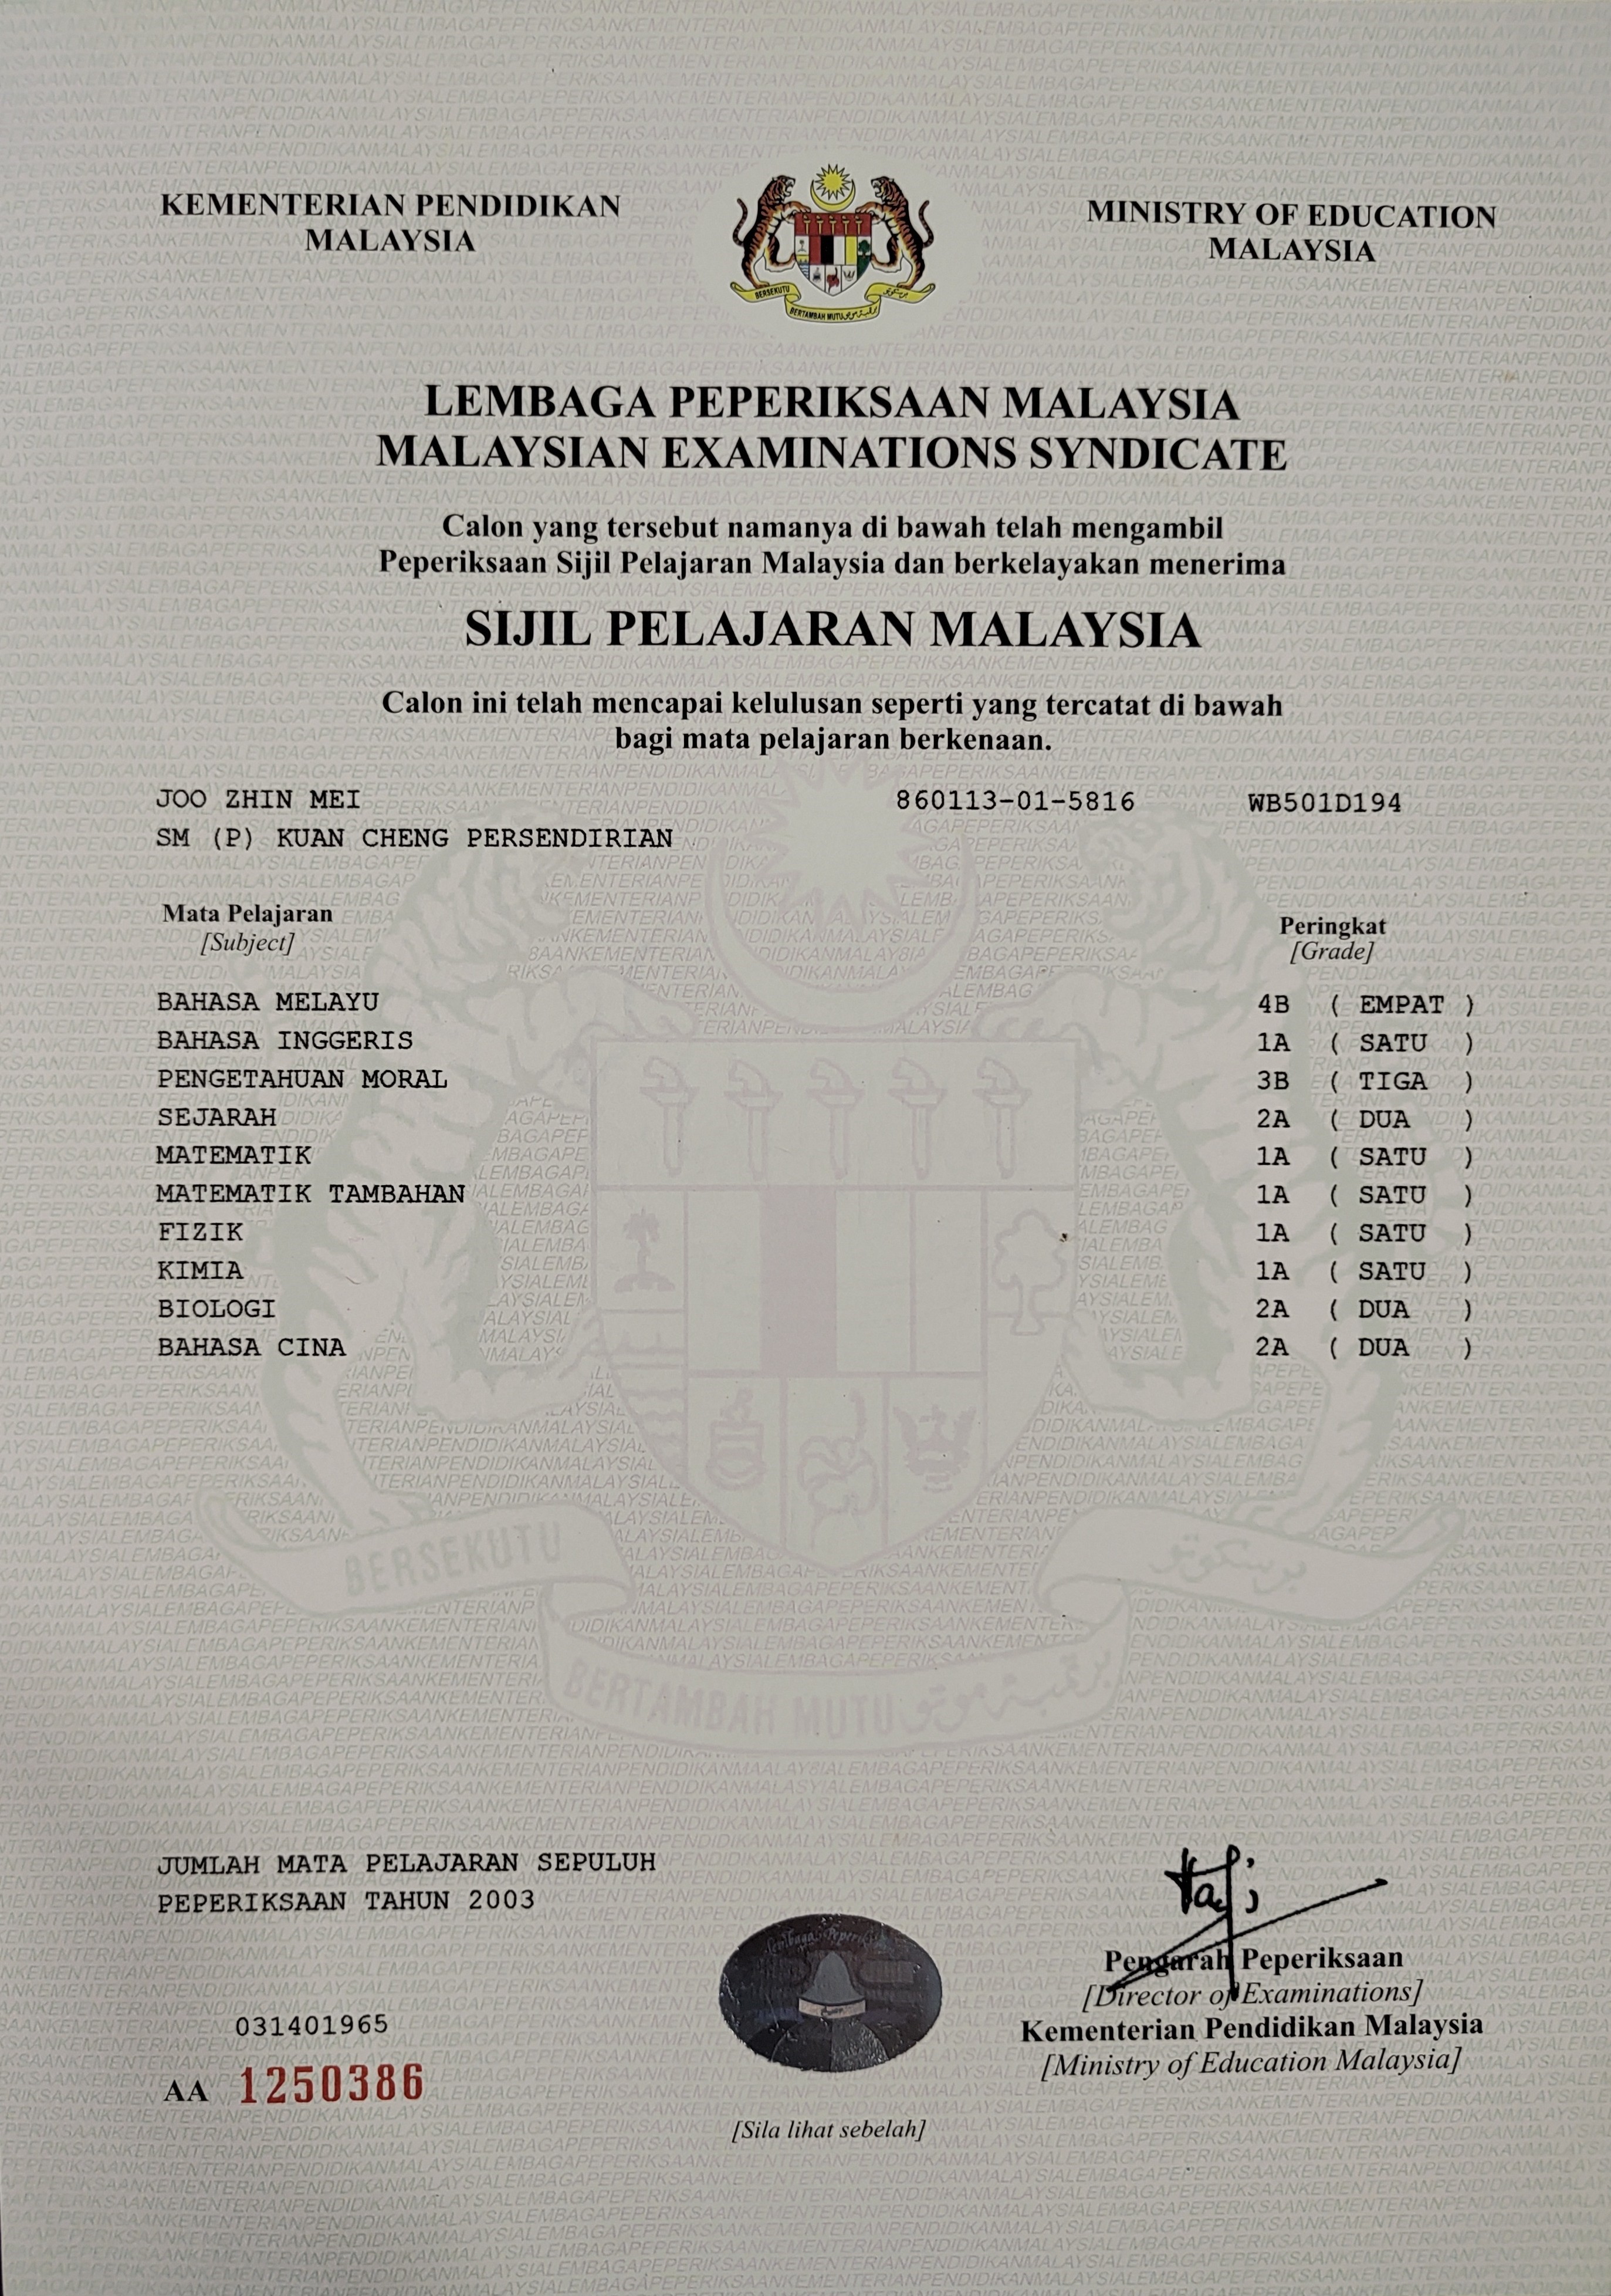 KEMENTERIAN PENDIDIKAN
MALAYSIA
MINISTRY OF EDUCATION
MALAYSIA
BERSEKUTU
BERTAMBAH MUTU
LEMBAGA PEPERIKSAAN MALAYSIA
MALAYSIAN EXAMINATIONS SYNDICATE
Calon yang tersebut namanya di bawah telah mengambil
Peperiksaan Sijil Pelajaran Malaysia dan berkelayakan menerima
SIJIL PELAJARAN MALAYSIA
Calon ini telah mencapai kelulusan seperti yang tercatat di bawah
bagi mata pelajaran berkenaan.
JOO ZHIN MEI 860113-01-5816 WB501D194
SM (P) KUAN CHENG PERSENDIRIAN
Mata Pelajaran Peringkat
[Subject] [Grade]
BAHASA MELAYU 4B ( EMPAT )
BAHASA INGGERIS 1A ( SATU )
PENGETAHUAN MORAL 3B ( TIGA )
SEJARAH 2A ( DUA )
MATEMATIK 1A ( SATU )
MATEMATIK TAMBAHAN 1A ( SATU )
FIZIK 1A ( SATU )
KIMIA 1A ( SATU )
BIOLOGI 2A ( DUA )
BAHASA CINA 2A ( DUA )
BERSEKUTU
BERTAMBAH MUTU
JUMLAH MATA PELAJARAN SEPULUH
PEPERIKSAAN TAHUN 2003
Pengarah Peperiksaan
[Director of Examinations]
Kementerian Pendidikan Malaysia
[Ministry of Education Malaysia]
031401965
AA 1250386
[Sila lihat sebelah]